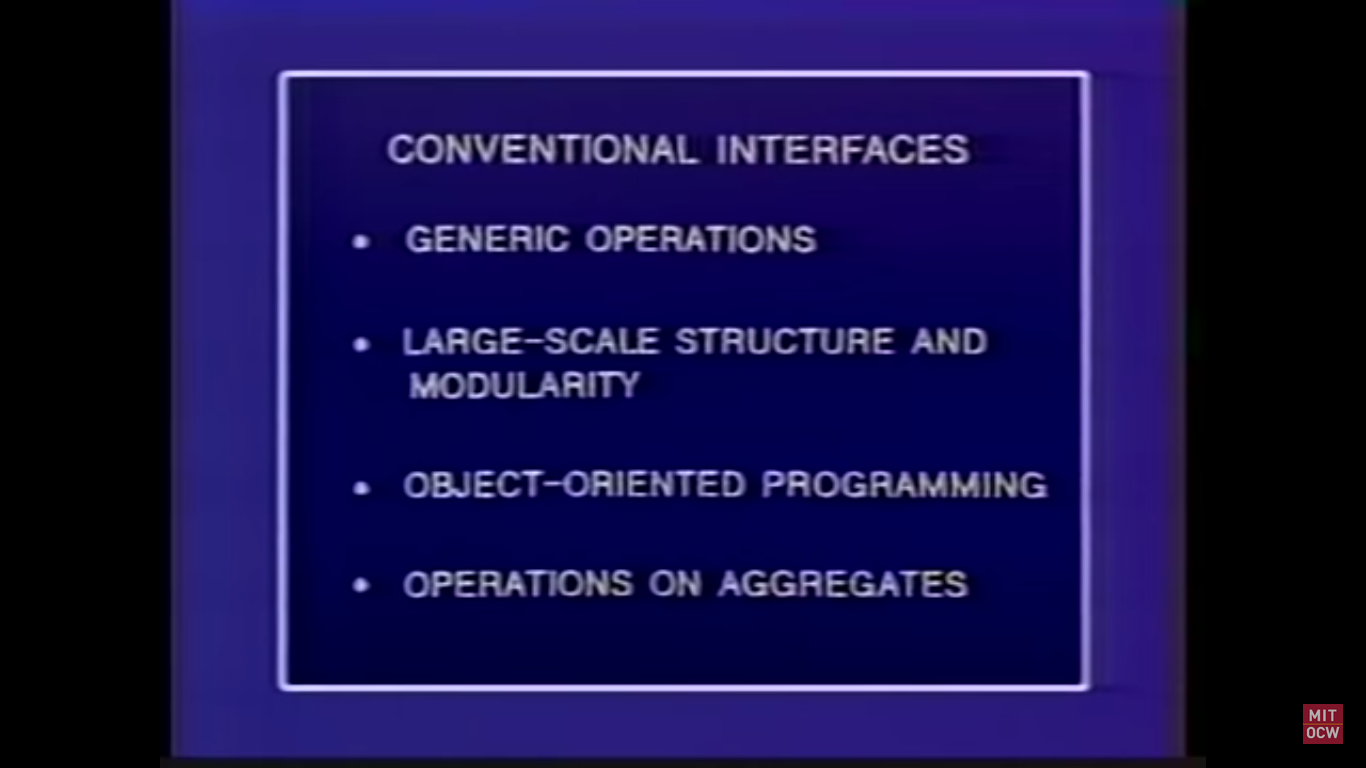 CONVENTIONAL INTERFACES
• GENERIC OPERATIONS
• LARGE-SCALE STRUCTURE AND
MODULARITY
• OBJECT-ORIENTED PROGRAMMING
• OPERATIONS ON AGGREGATES
MIT
OCW